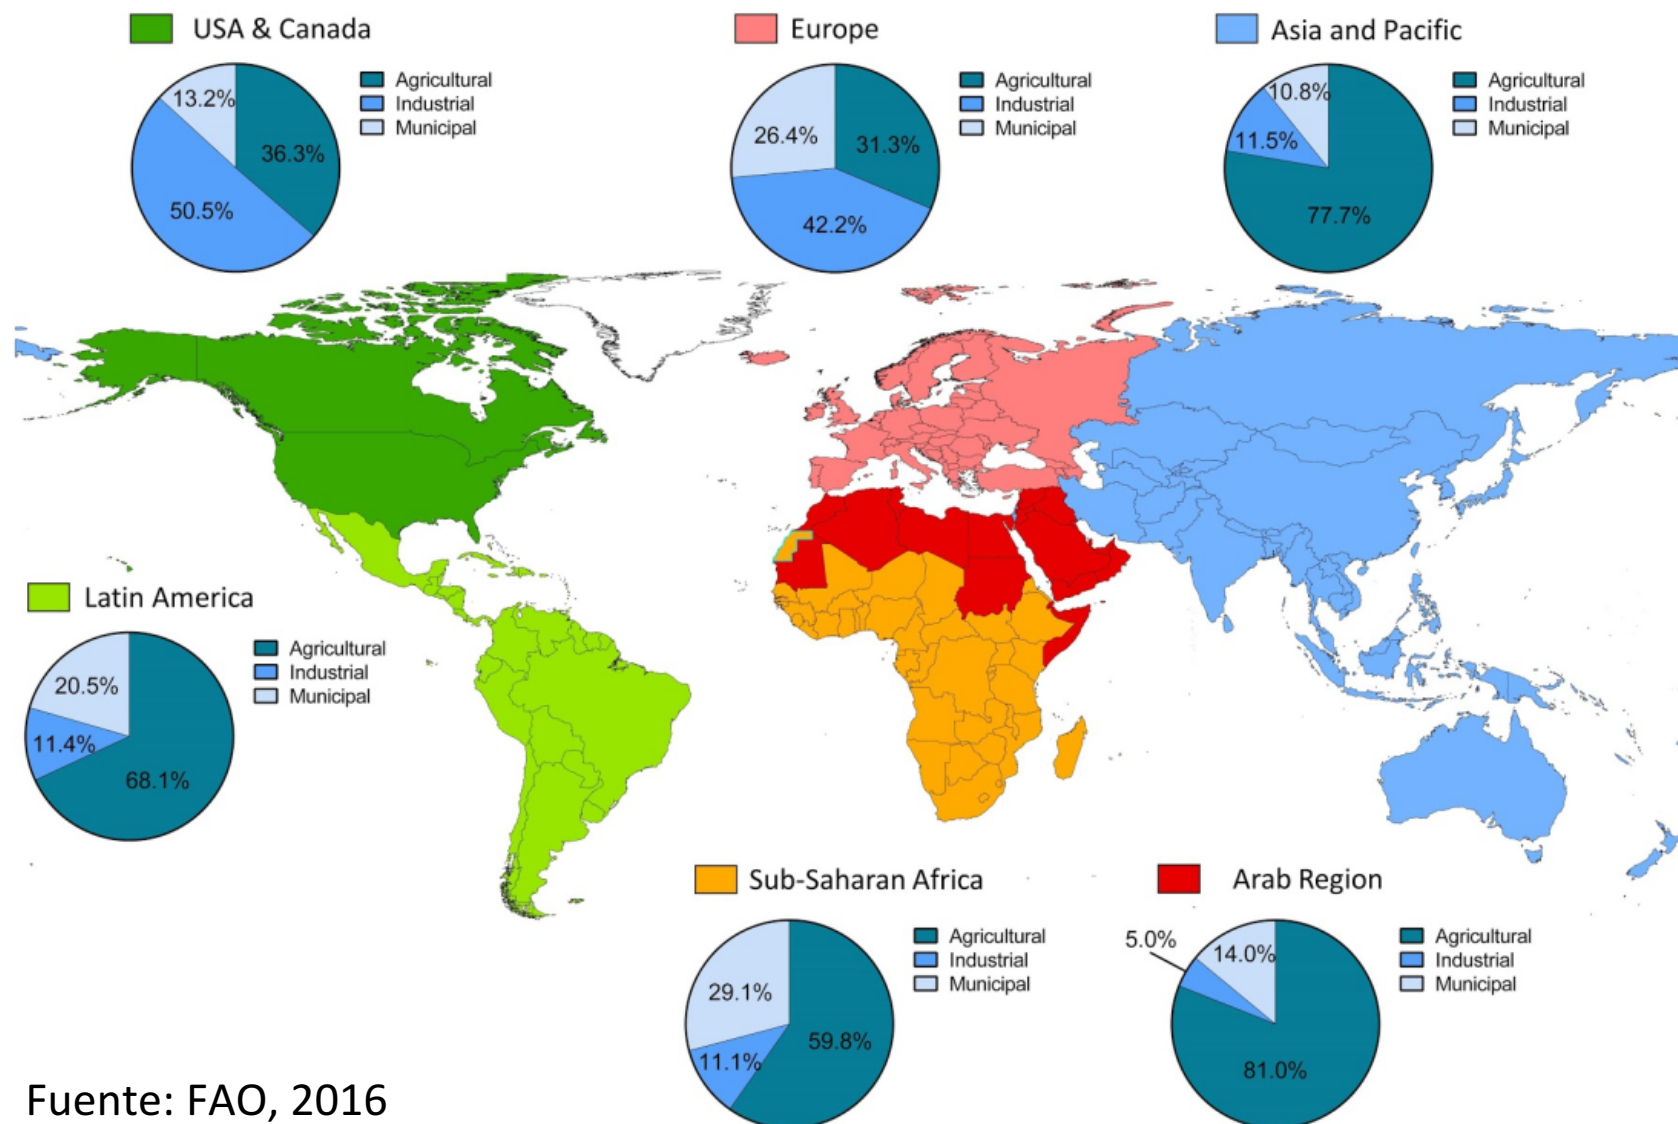 USA & Canada
13.2%
36.3%
50.5%
Agricultural
Industrial
Municipal
Europe
26.4%
31.3%
42.2%
Agricultural
Industrial
Municipal
Asia and Pacific
10.8%
11.5%
77.7%
Agricultural
Industrial
Municipal
Latin America
20.5%
11.4%
68.1%
Agricultural
Industrial
Municipal
Sub-Saharan Africa
29.1%
11.1%
59.8%
Agricultural
Industrial
Municipal
Arab Region
5.0%
14.0%
81.0%
Agricultural
Industrial
Municipal
Fuente: FAO, 2016